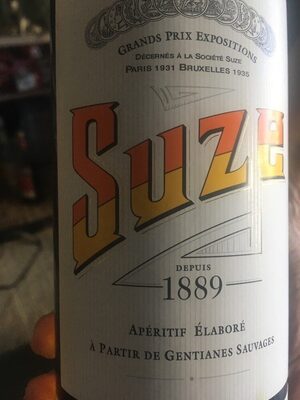 Grands Prix Expositions
Décernés à la Société Suze
Paris 1931 Bruxelles 1935
Suze
Depuis
1889
Apéritif Élaboré
à Partir de Gentianes Sauvages